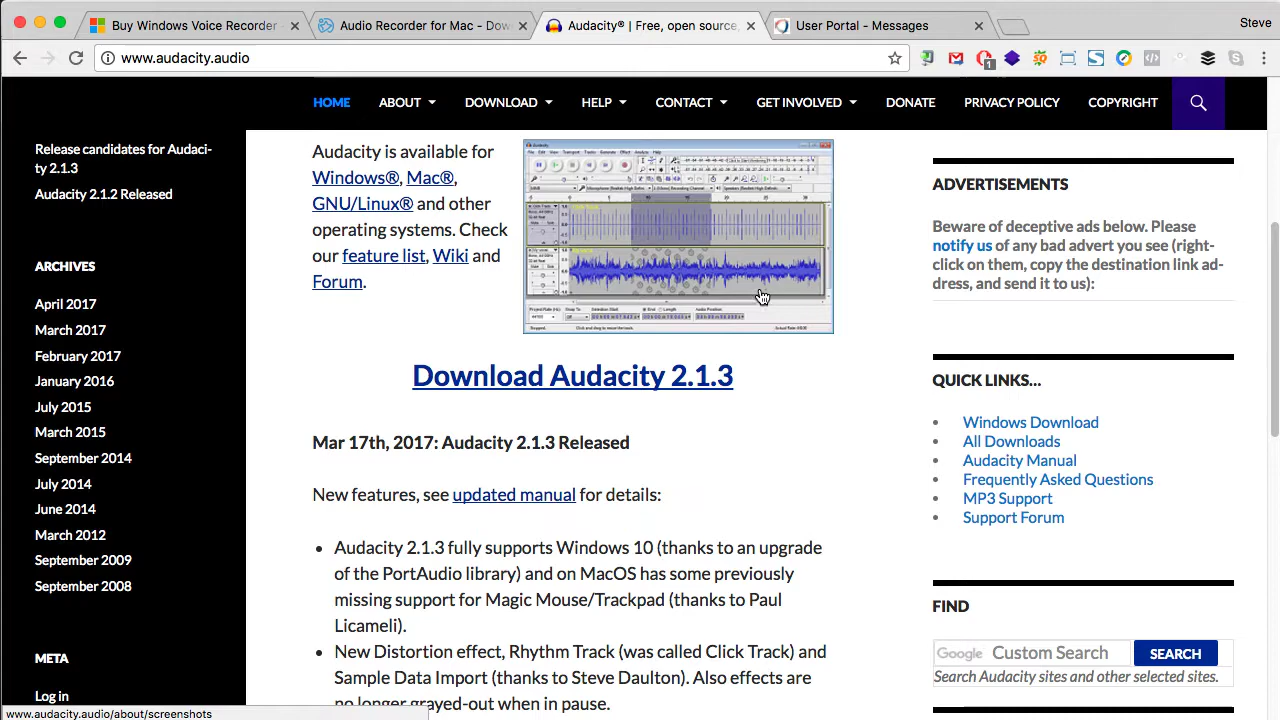 Buy Windows Voice Recorder
Audio Recorder for Mac - Dow
Audacity® | Free, open source,
User Portal - Messages
Steve
www.audacity.audio
1
HOME
ABOUT
DOWNLOAD
HELP
CONTACT
GET INVOLVED
DONATE
PRIVACY POLICY
COPYRIGHT
Release candidates for Audaci-
ty 2.1.3
Audacity 2.1.2 Released
ARCHIVES
April 2017
March 2017
February 2017
January 2016
July 2015
March 2015
September 2014
July 2014
June 2014
March 2012
September 2009
September 2008
META
Log in
Audacity is available for
Windows®, Mac®,
GNU/Linux® and other
operating systems. Check
our feature list, Wiki and
Forum.
Download Audacity 2.1.3
Mar 17th, 2017: Audacity 2.1.3 Released
New features, see updated manual for details:
• Audacity 2.1.3 fully supports Windows 10 (thanks to an upgrade
of the PortAudio library) and on MacOS has some previously
missing support for Magic Mouse/Trackpad (thanks to Paul
Licameli).
• New Distortion effect, Rhythm Track (was called Click Track) and
Sample Data Import (thanks to Steve Daulton). Also effects are
no longer grayed-out when in pause.
ADVERTISEMENTS
Beware of deceptive ads below. Please
notify us of any bad advert you see (right-
click on them, copy the destination link ad-
dress, and send it to us):
QUICK LINKS...
• Windows Download
• All Downloads
• Audacity Manual
• Frequently Asked Questions
• MP3 Support
• Support Forum
FIND
Google Custom Search
SEARCH
Search Audacity sites and other selected sites.
www.audacity.audio/about/screenshots